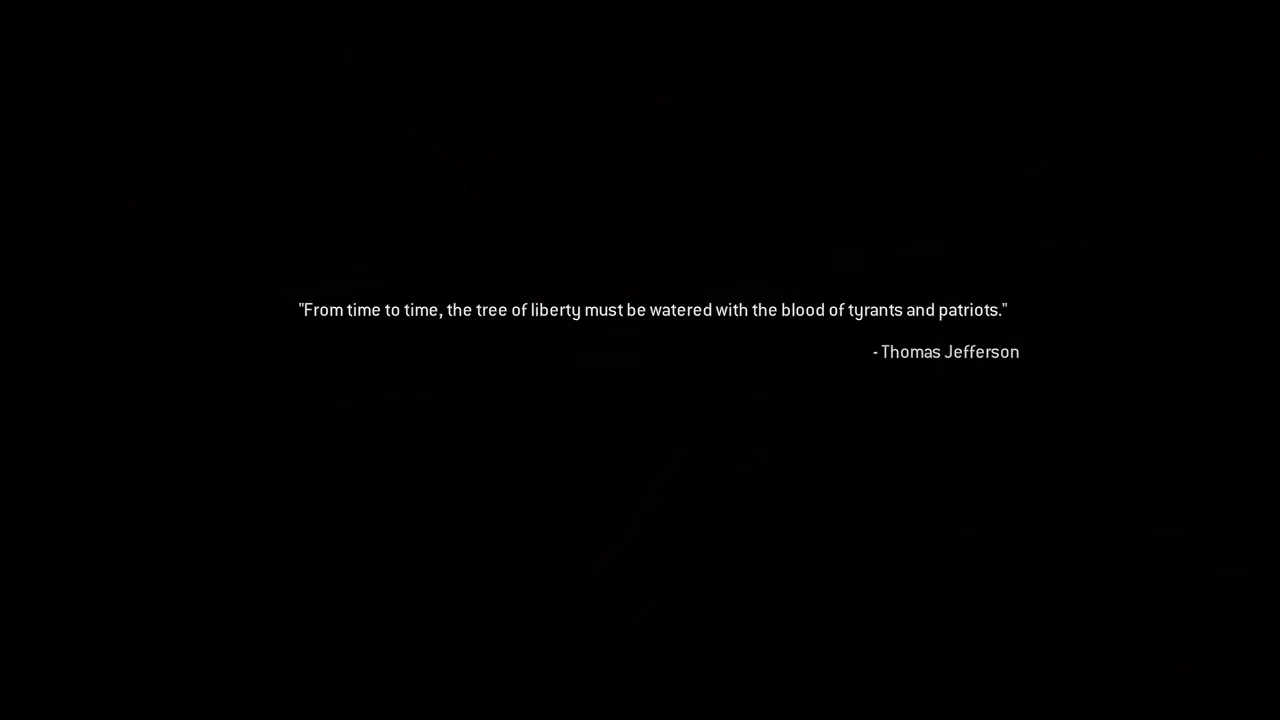 "From time to time, the tree of liberty must be watered with the blood of tyrants and patriots."
- Thomas Jefferson